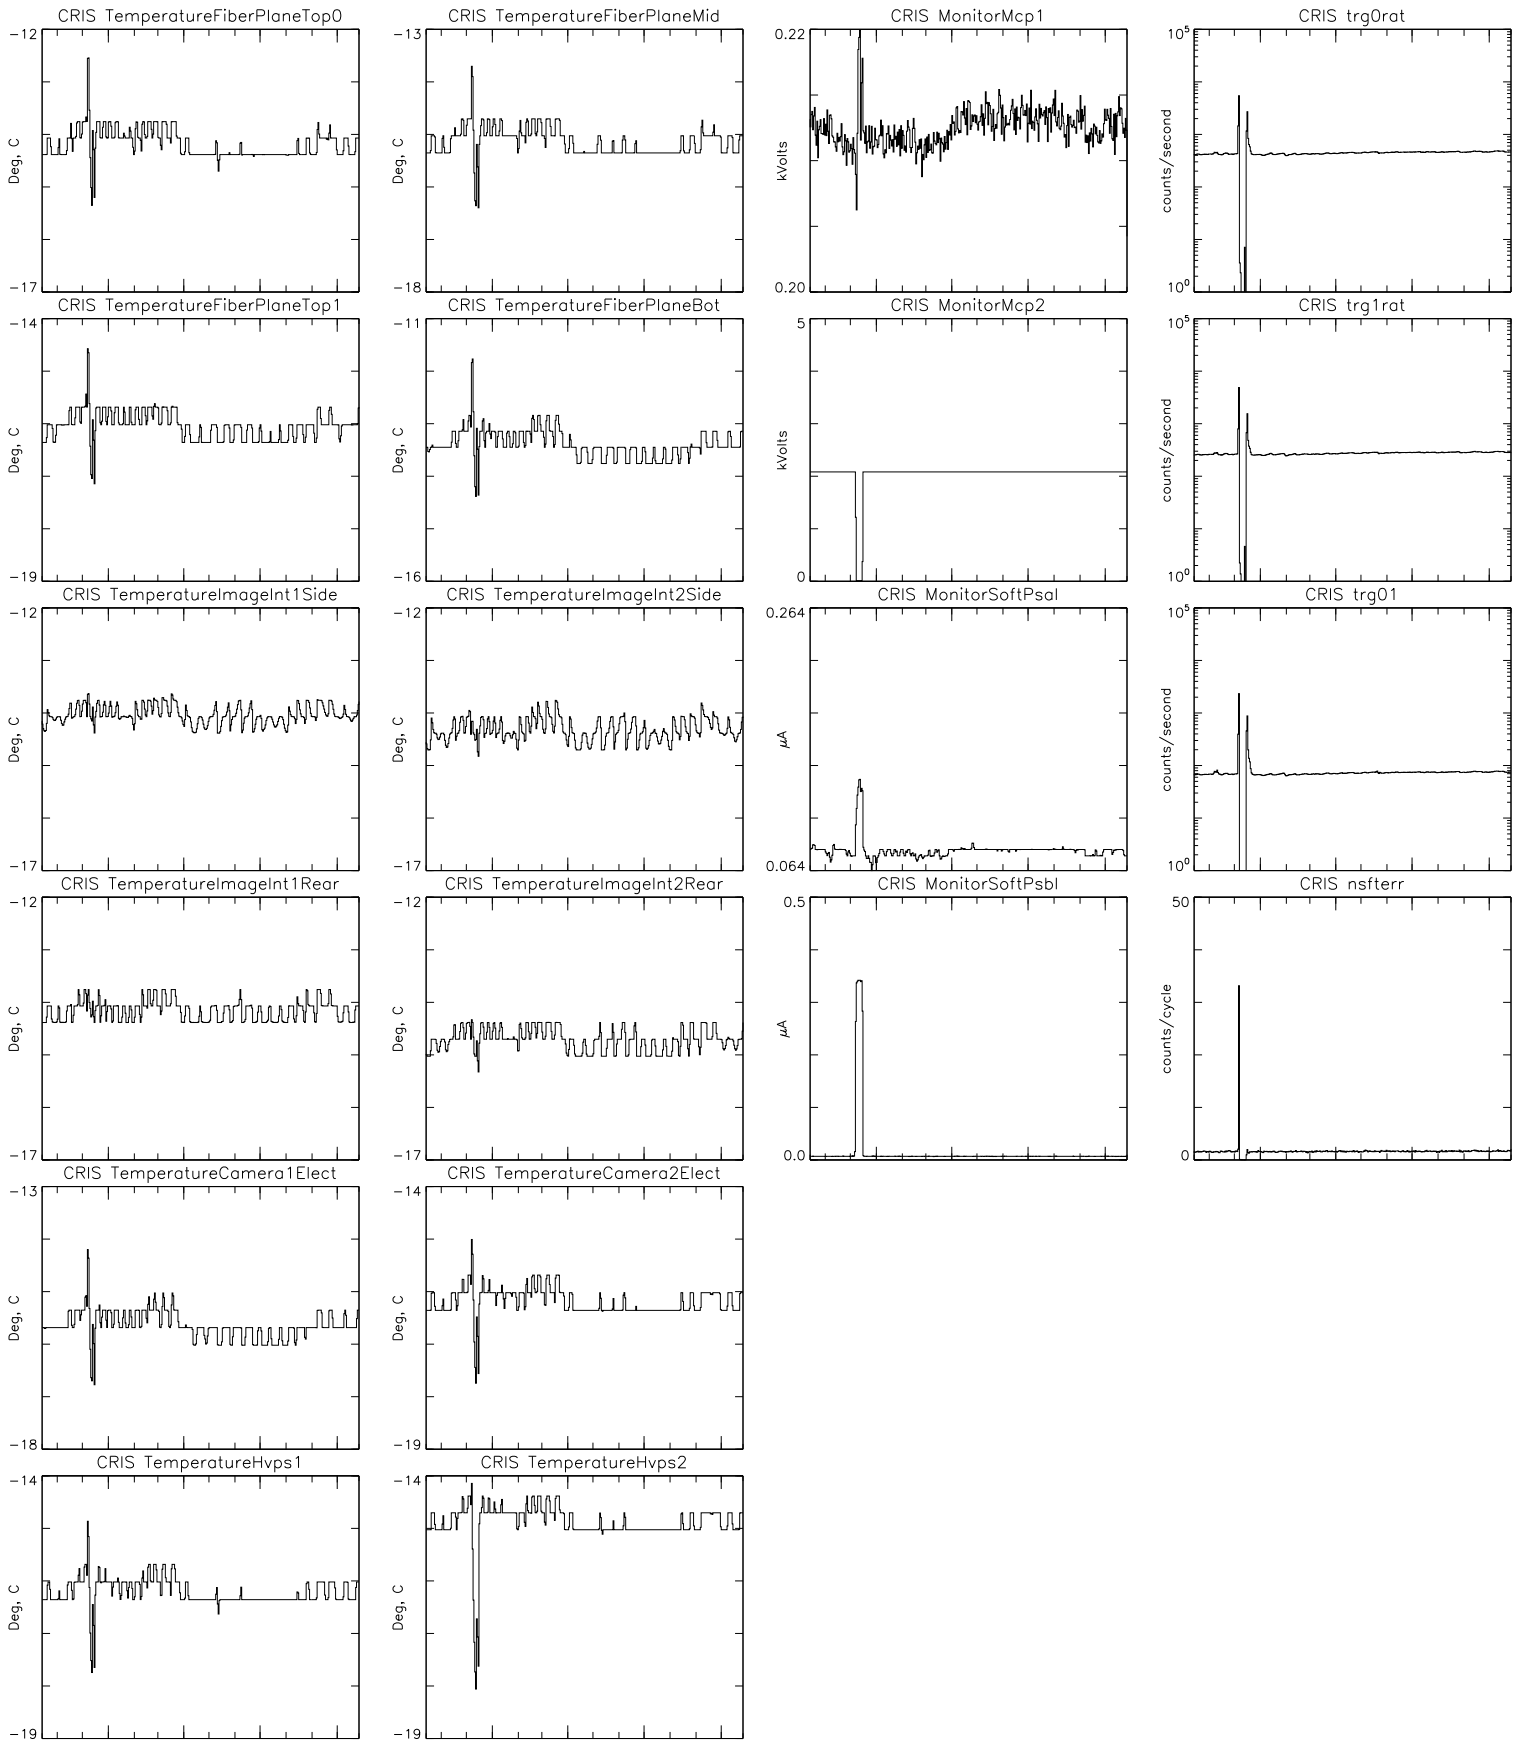 CRIS TemperatureFiberPlaneTop0
-12
Deg, C
-17
CRIS TemperatureFiberPlaneMid
-13
Deg, C
-18
CRIS MonitorMcp1
0.22
kVolts
0.20
CRIS trg0rat
10^5
counts/second
10^0
CRIS TemperatureFiberPlaneTop1
-14
Deg, C
-19
CRIS TemperatureFiberPlaneBot
-11
Deg, C
-16
CRIS MonitorMcp2
5
kVolts
0
CRIS trg1rat
10^5
counts/second
10^0
CRIS TemperatureImageInt1Side
-12
Deg, C
-17
CRIS TemperatureImageInt2Side
-12
Deg, C
-17
CRIS MonitorSoftPsaI
0.264
μA
0.064
CRIS trg01
10^5
counts/second
10^0
CRIS TemperatureImageInt1Rear
-12
Deg, C
-17
CRIS TemperatureImageInt2Rear
-12
Deg, C
-17
CRIS MonitorSoftPsbI
0.5
μA
0.0
CRIS nsfterr
50
counts/cycle
0
CRIS TemperatureCamera1Elect
-13
Deg, C
-18
CRIS TemperatureCamera2Elect
-14
Deg, C
-19
CRIS TemperatureHvps1
-14
Deg, C
-19
CRIS TemperatureHvps2
-14
Deg, C
-19